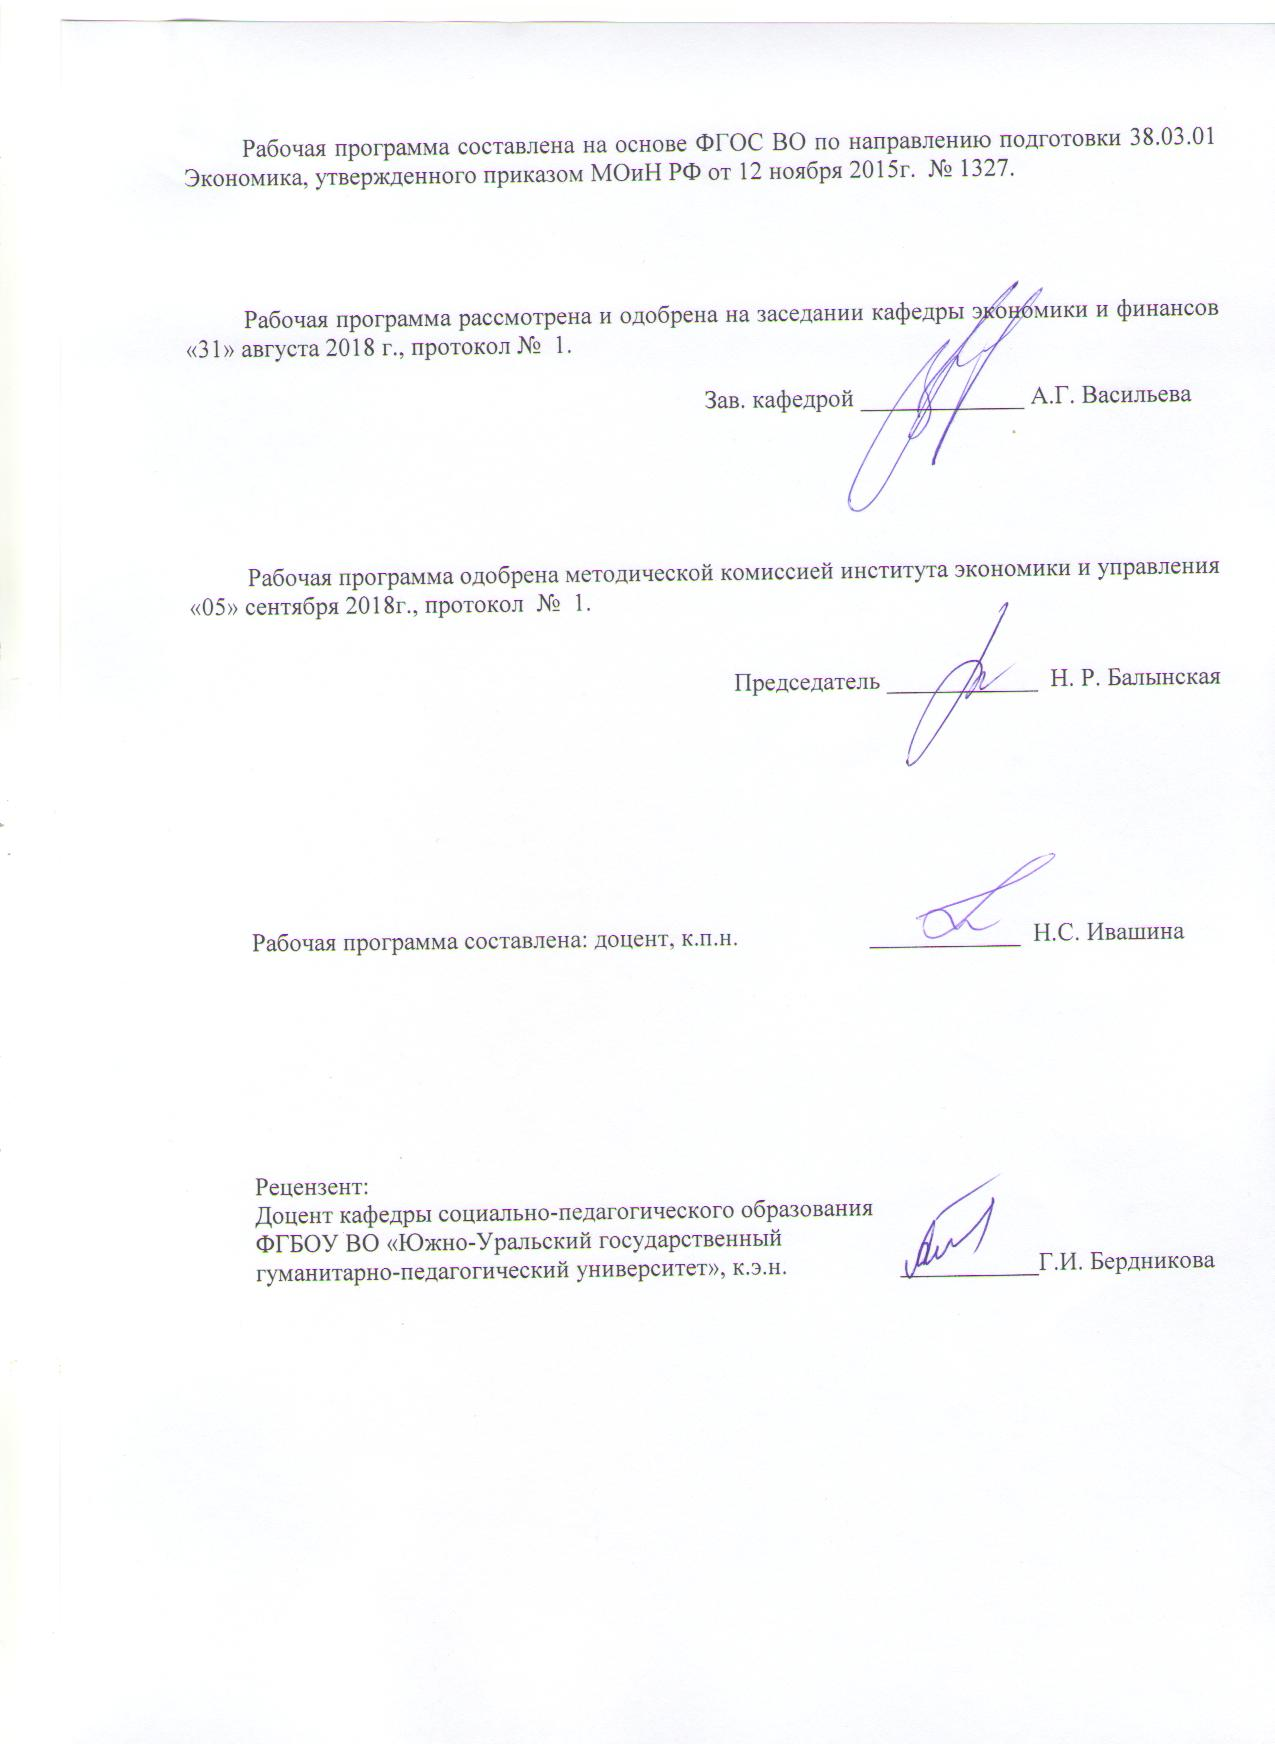 Рабочая программа составлена на основе ФГОС ВО по направлению подготовки 38.03.01
Экономика, утвержденного приказом МОиН РФ от 12 ноября 2015г. № 1327.
Рабочая программа рассмотрена и одобрена на заседании кафедры экономики и финансов
«31» августа 2018 г., протокол № 1.
Зав. кафедрой _____________ А.Г. Васильева
Рабочая программа одобрена методической комиссией института экономики и управления
«05» сентября 2018г., протокол № 1.
Председатель ____________ Н. Р. Балынская
Рабочая программа составлена: доцент, к.п.н. ____________ Н.С. Ивашина
Рецензент:
Доцент кафедры социально-педагогического образования
ФГБОУ ВО «Южно-Уральский государственный
гуманитарно-педагогический университет», к.э.н. ___________Г.И. Бердникова